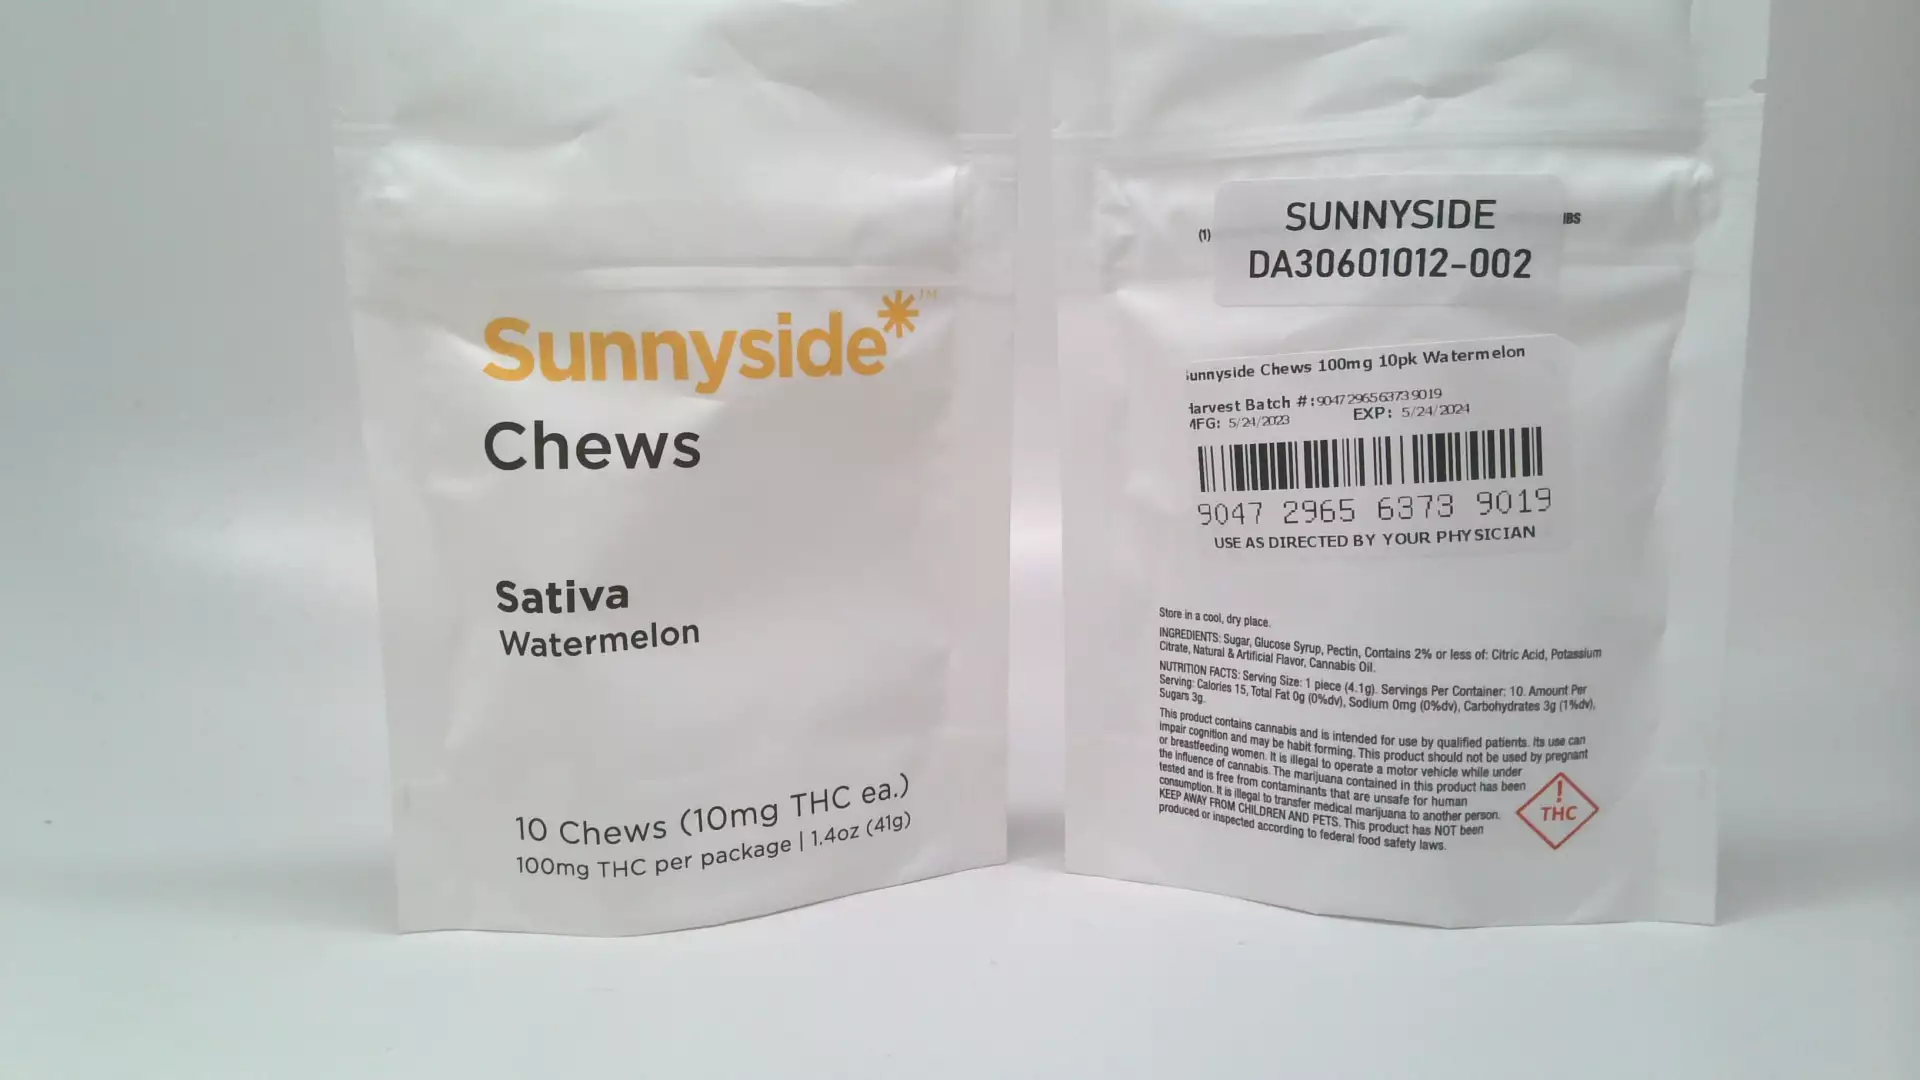 Sunnyside*™
Chews
Sativa
Watermelon
10 Chews (10mg THC ea.)
100mg THC per package | 1.4oz (41g)
SUNNYSIDE
DA30601012-002
(1)
IBS
unnyside Chews 100mg 10pk Watermelon
Harvest Batch #:9047296563739019
MFG: 5/24/2023 EXP: 5/24/2024
9047 2965 6373 9019
USE AS DIRECTED BY YOUR PHYSICIAN
Store in a cool, dry place.
INGREDIENTS: Sugar, Glucose Syrup, Pectin, Contains 2% or less of: Citric Acid, Potassium
Citrate, Natural & Artificial Flavor, Cannabis Oil.
NUTRITION FACTS: Serving Size: 1 piece (4.1g). Servings Per Container: 10. Amount Per
Serving: Calories 15, Total Fat 0g (0%dv), Sodium 0mg (0%dv), Carbohydrates 3g (1%dv),
Sugars 3g.
This product contains cannabis and is intended for use by qualified patients. Its use can
impair cognition and may be habit forming. This product should not be used by pregnant
or breastfeeding women. It is illegal to operate a motor vehicle while under
the influence of cannabis. The marijuana contained in this product has been
tested and is free from contaminants that are unsafe for human
consumption. It is illegal to transfer medical marijuana to another person.
KEEP AWAY FROM CHILDREN AND PETS. This product has NOT been
produced or inspected according to federal food safety laws.
!
THC